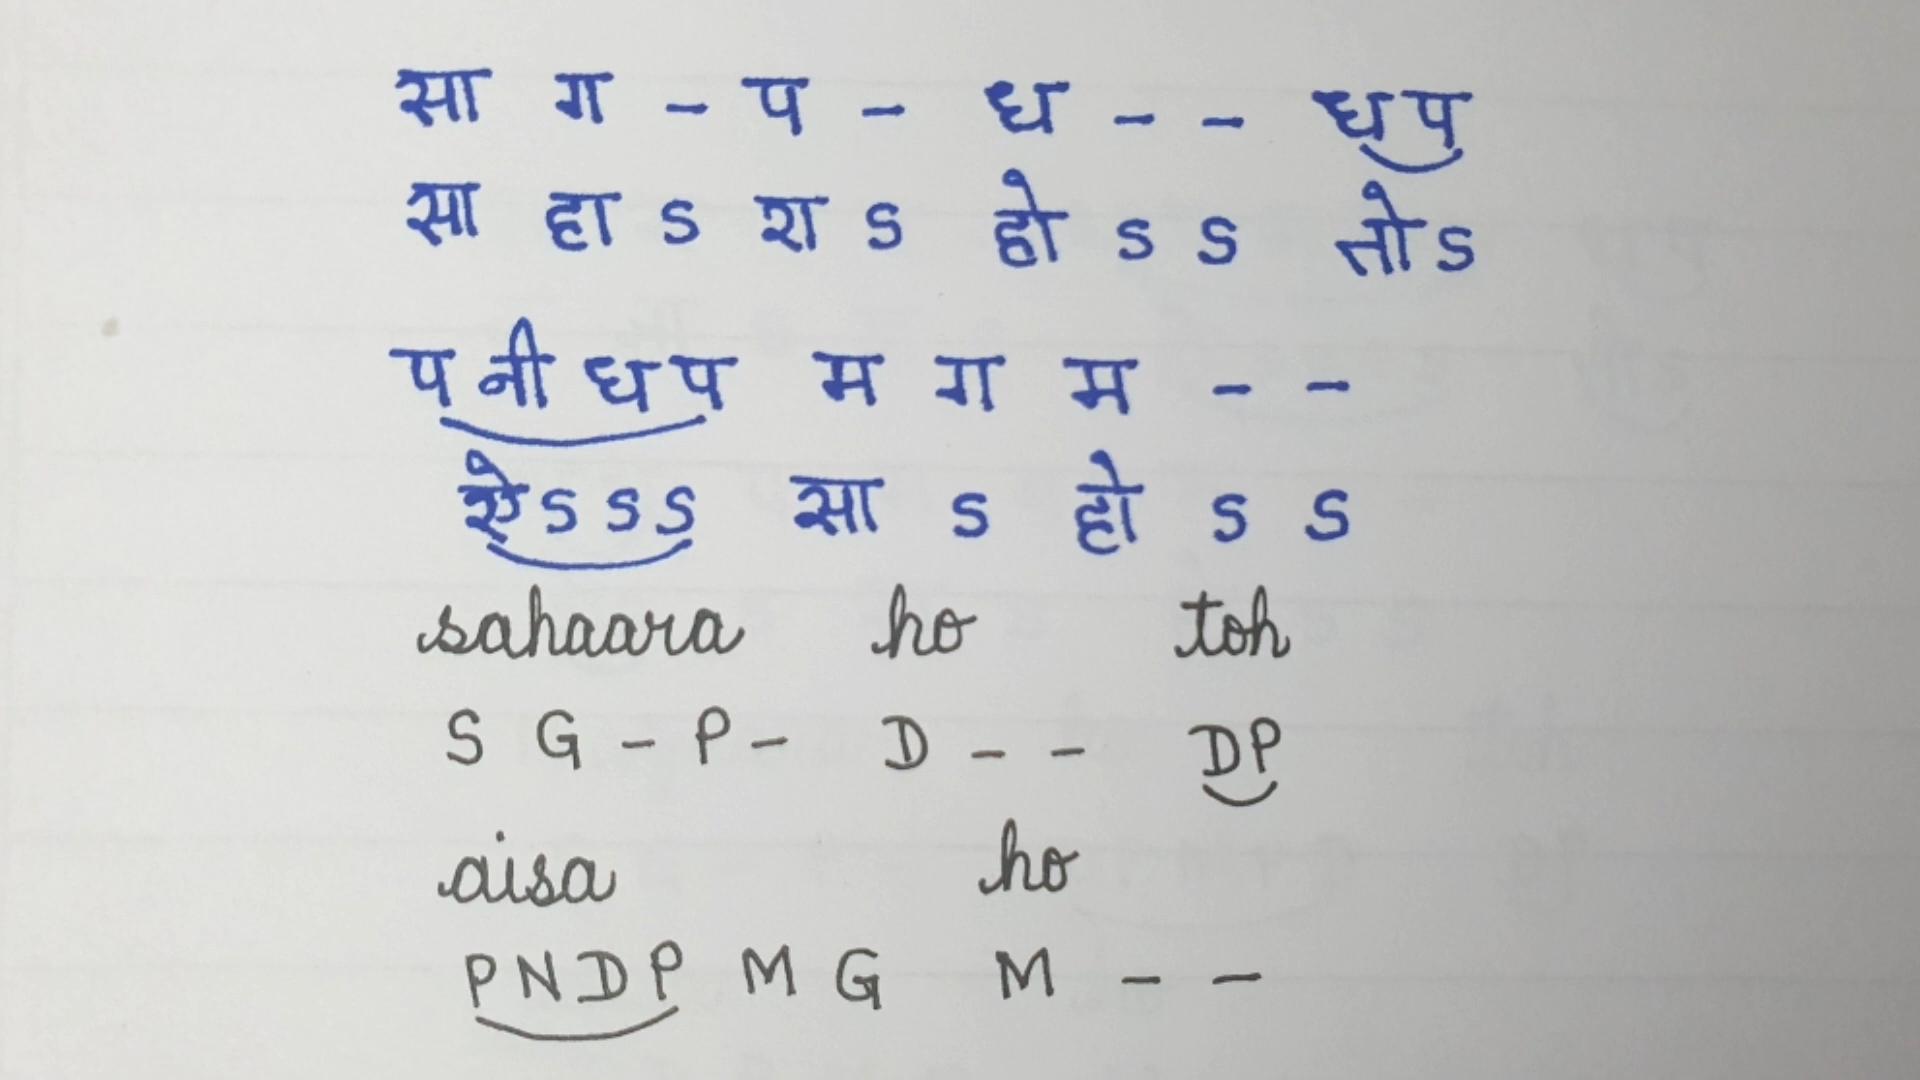 सा ग - प - ध - - धप
सा हा ऽ रा ऽ हो ऽ ऽ तोऽ
पनीधप म ग म - -
ऐऽऽऽ सा ऽ हो ऽ ऽ
sahaara ho toh
S G - P - D - - DP
aisa ho
PNDP M G M - -